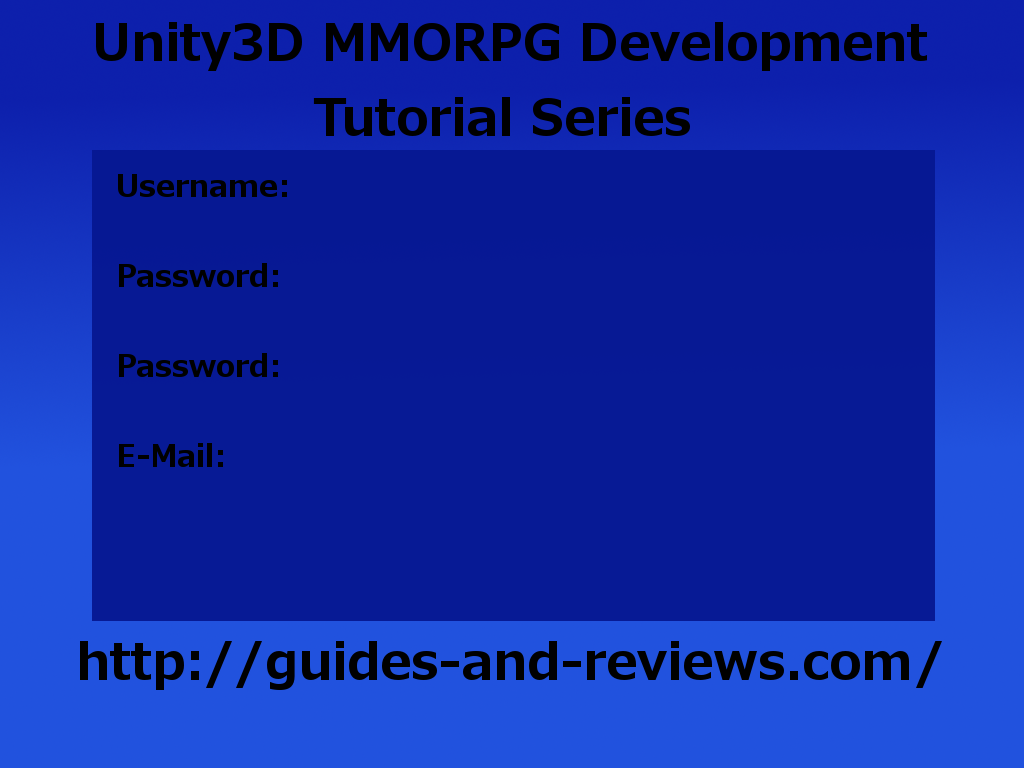 Unity3D MMORPG Development
Tutorial Series
Username:
Password:
Password:
E-Mail:
http://guides-and-reviews.com/